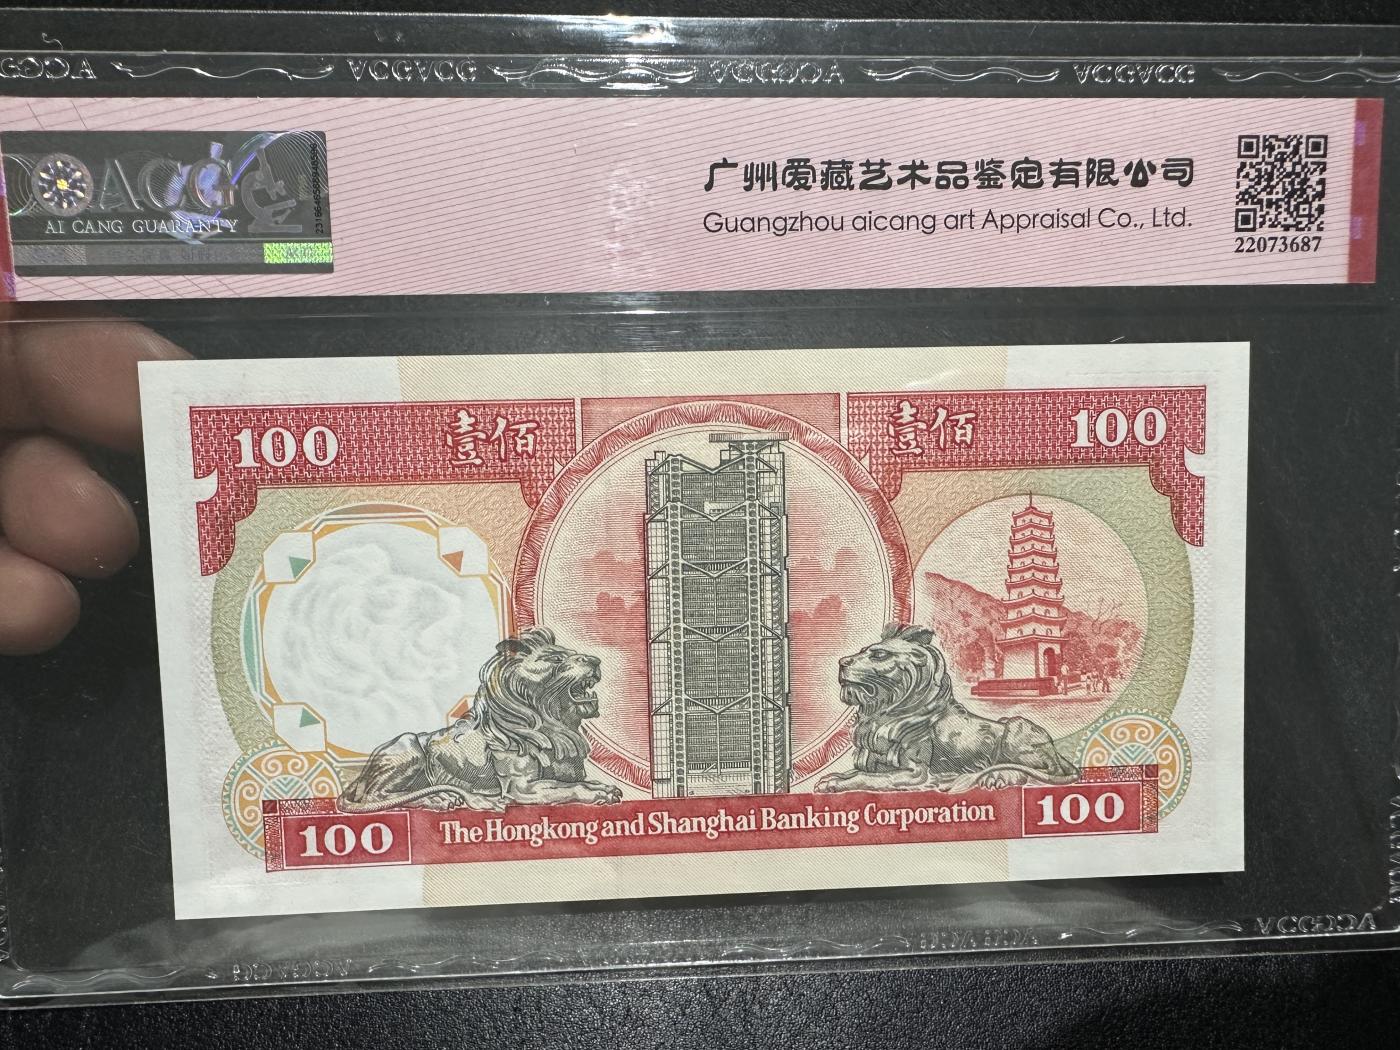 ACGACG
ACGACG
ACG
AI CANG GUARANTY
广州爱藏艺术品鉴定有限公司
Guangzhou aicang art Appraisal Co., Ltd.
22073687
100 壹佰 壹佰 100
100 The Hongkong and Shanghai Banking Corporation 100